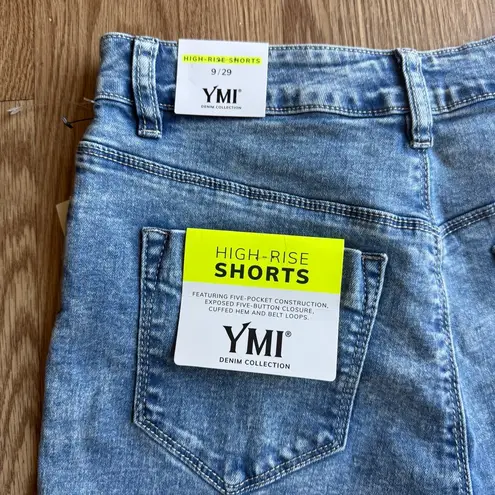 HIGH-RISE SHORTS
9/29
YMI®
DENIM COLLECTION
HIGH-RISE
SHORTS
FEATURING FIVE-POCKET CONSTRUCTION,
EXPOSED FIVE-BUTTON CLOSURE,
CUFFED HEM AND BELT LOOPS.
YMI®
DENIM COLLECTION